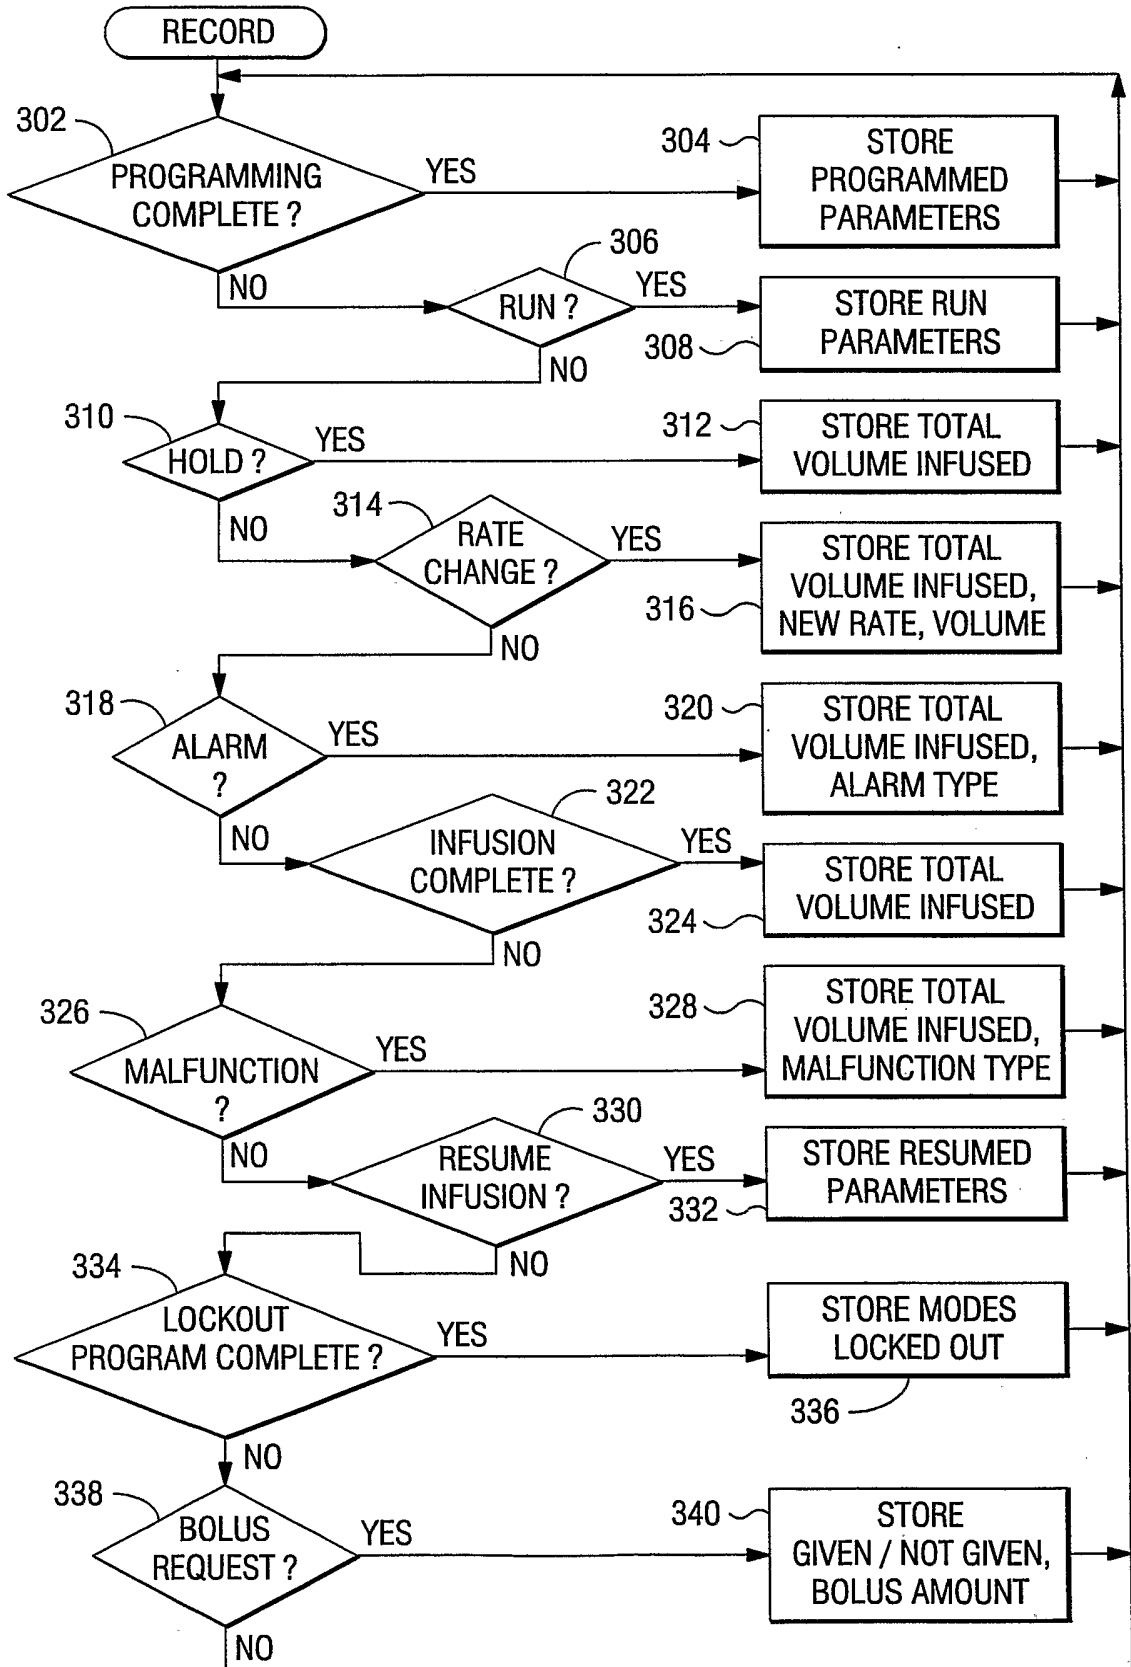 RECORD
302
PROGRAMMING
COMPLETE ?
YES
304
STORE
PROGRAMMED
PARAMETERS
NO
306
RUN ?
YES
308
STORE RUN
PARAMETERS
NO
310
HOLD ?
YES
312
STORE TOTAL
VOLUME INFUSED
NO
314
RATE
CHANGE ?
YES
316
STORE TOTAL
VOLUME INFUSED,
NEW RATE, VOLUME
NO
318
ALARM
?
YES
320
STORE TOTAL
VOLUME INFUSED,
ALARM TYPE
NO
322
INFUSION
COMPLETE ?
YES
324
STORE TOTAL
VOLUME INFUSED
NO
326
MALFUNCTION
?
YES
328
STORE TOTAL
VOLUME INFUSED,
MALFUNCTION TYPE
NO
330
RESUME
INFUSION ?
YES
332
STORE RESUMED
PARAMETERS
NO
334
LOCKOUT
PROGRAM COMPLETE ?
YES
STORE MODES
LOCKED OUT
336
NO
338
BOLUS
REQUEST ?
YES
340
STORE
GIVEN / NOT GIVEN,
BOLUS AMOUNT
NO